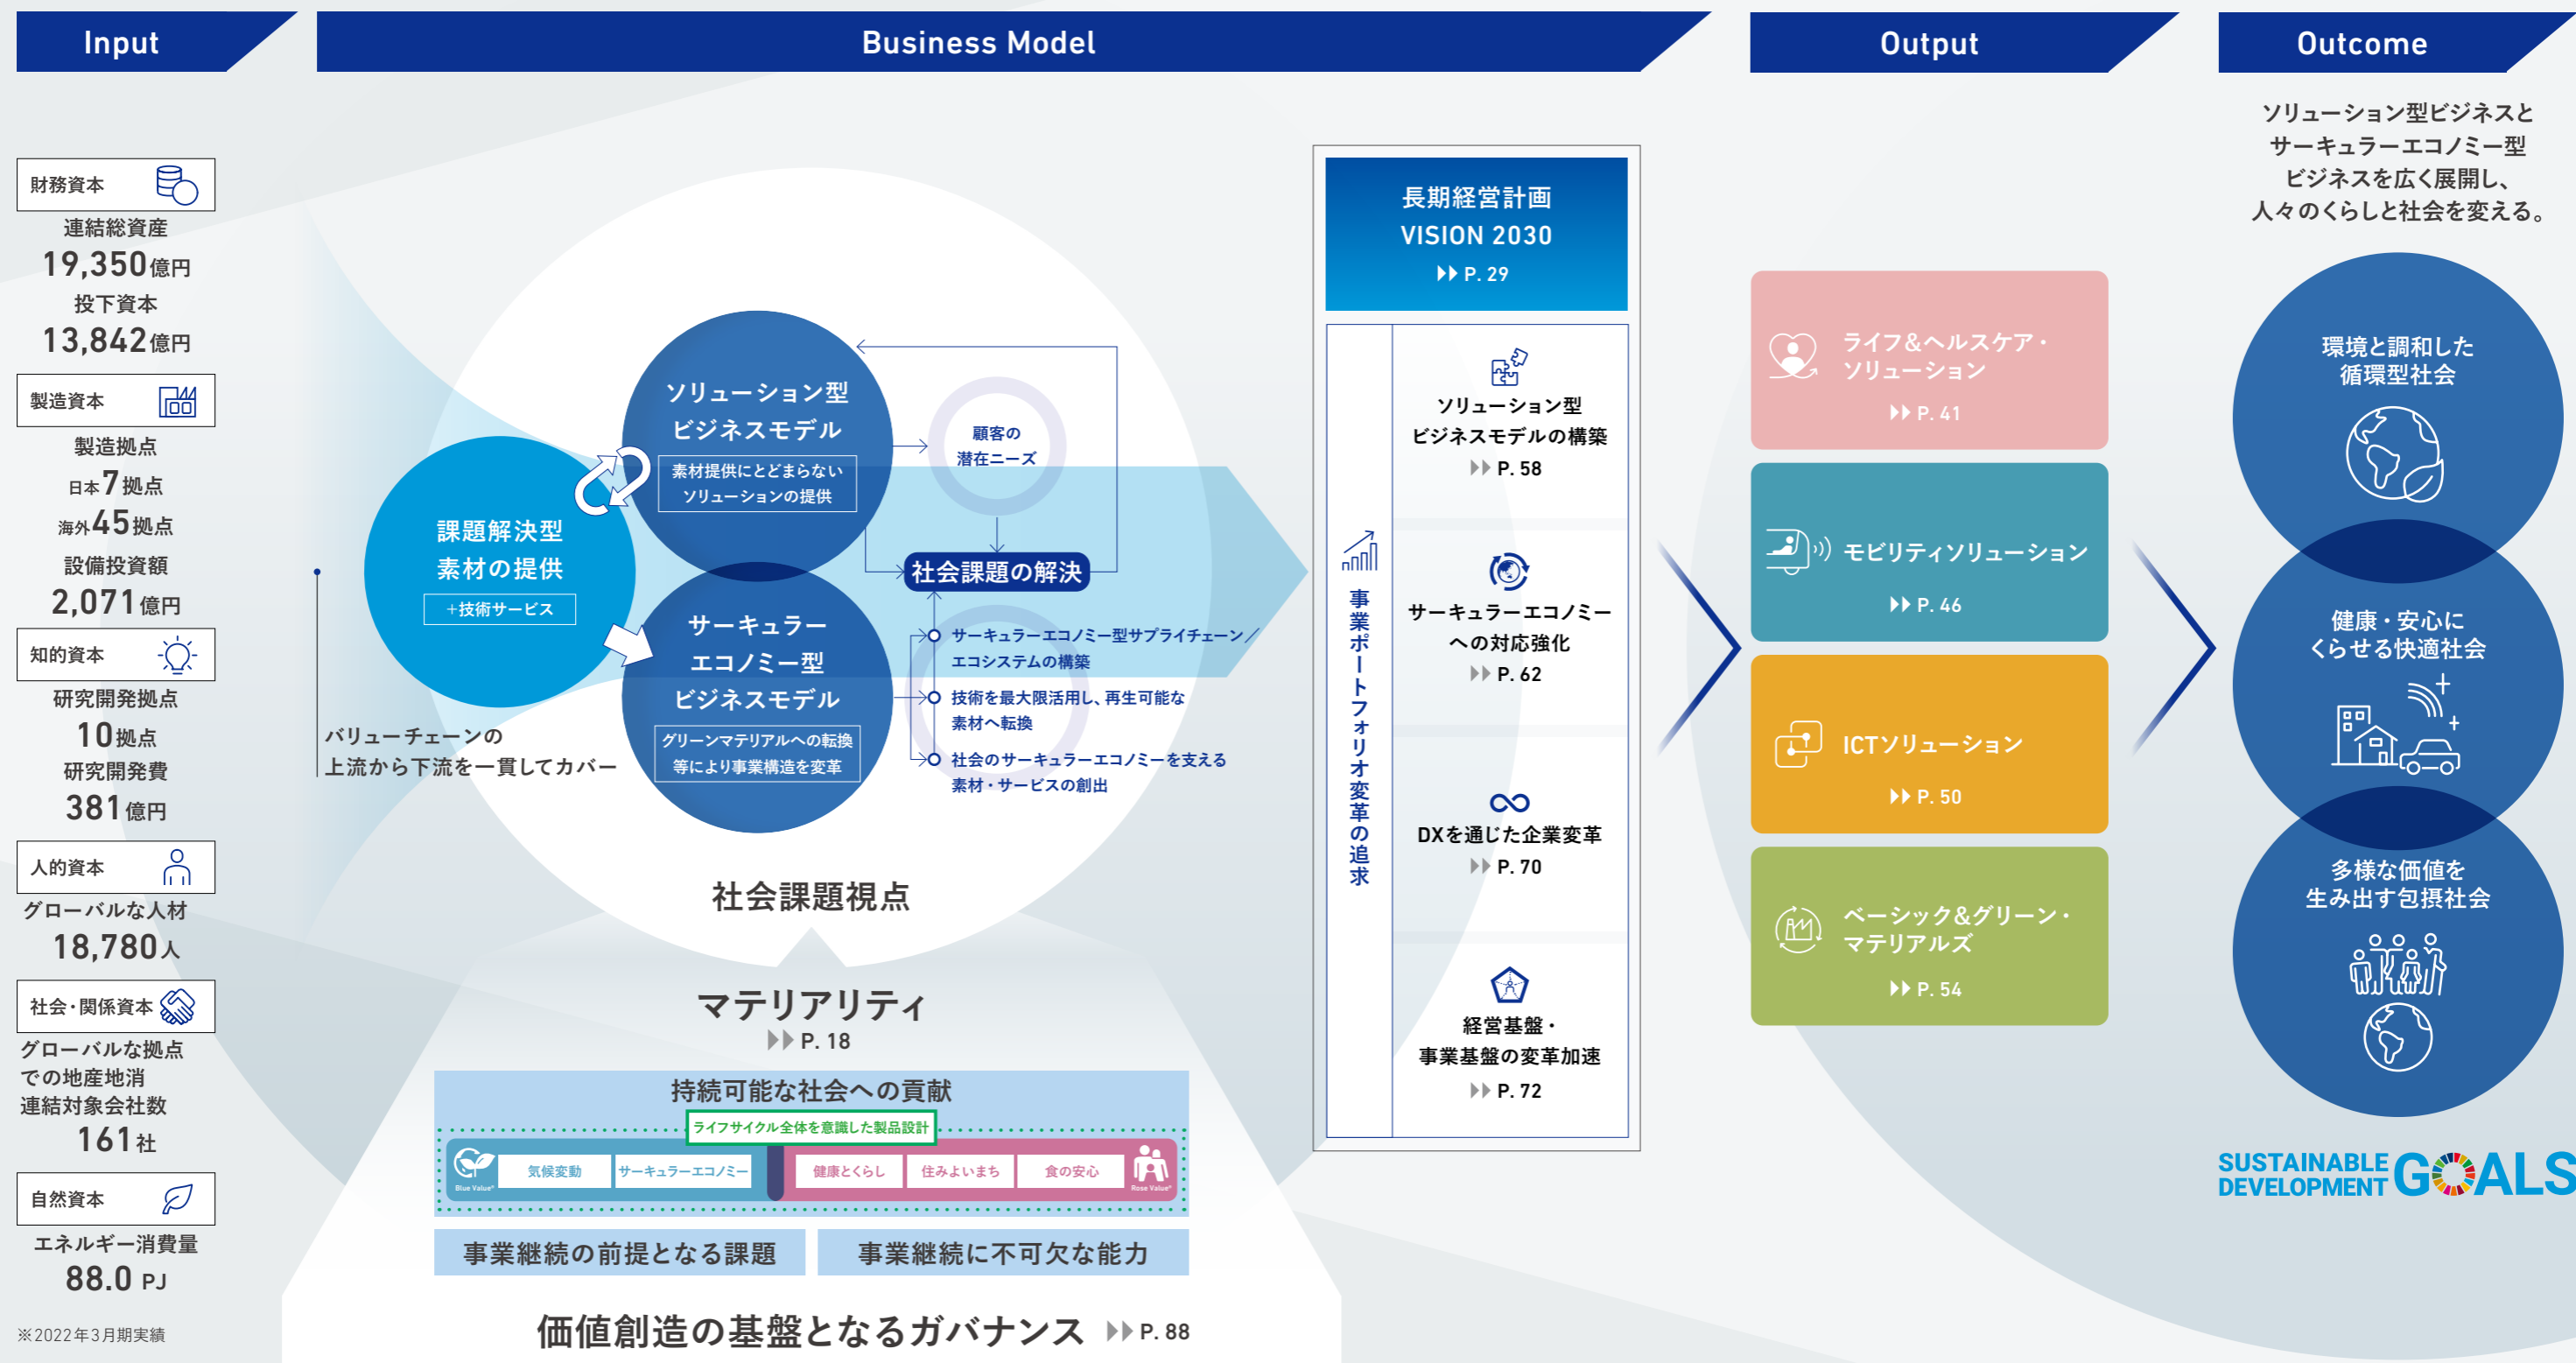 Input
Business Model
Output
Outcome
財務資本
連結総資産
19,350億円
投下資本
13,842億円
製造資本
製造拠点
日本7拠点
海外45拠点
設備投資額
2,071億円
知的資本
研究開発拠点
10拠点
研究開発費
381億円
人的資本
グローバルな人材
18,780人
社会・関係資本
グローバルな拠点
での地産地消
連結対象会社数
161社
自然資本
エネルギー消費量
88.0 PJ
※2022年3月期実績
課題解決型
素材の提供
+技術サービス
バリューチェーンの
上流から下流を一貫してカバー
ソリューション型
ビジネスモデル
素材提供にとどまらない
ソリューションの提供
サーキュラー
エコノミー型
ビジネスモデル
グリーンマテリアルへの転換
等により事業構造を変革
顧客の
潜在ニーズ
社会課題の解決
サーキュラーエコノミー型サプライチェーン／
エコシステムの構築
技術を最大限活用し、再生可能な
素材へ転換
社会のサーキュラーエコノミーを支える
素材・サービスの創出
社会課題視点
マテリアリティ
P. 18
持続可能な社会への貢献
ライフサイクル全体を意識した製品設計
Blue Value®
気候変動
サーキュラーエコノミー
健康とくらし
住みよいまち
食の安心
Rose Value®
事業継続の前提となる課題
事業継続に不可欠な能力
価値創造の基盤となるガバナンス P. 88
長期経営計画
VISION 2030
P. 29
事業ポートフォリオ変革の追求
ソリューション型
ビジネスモデルの構築
P. 58
サーキュラーエコノミー
への対応強化
P. 62
DXを通じた企業変革
P. 70
経営基盤・
事業基盤の変革加速
P. 72
ライフ&ヘルスケア・
ソリューション
P. 41
モビリティソリューション
P. 46
ICTソリューション
P. 50
ベーシック&グリーン・
マテリアルズ
P. 54
ソリューション型ビジネスと
サーキュラーエコノミー型
ビジネスを広く展開し、
人々のくらしと社会を変える。
環境と調和した
循環型社会
健康・安心に
くらせる快適社会
多様な価値を
生み出す包摂社会
SUSTAINABLE
DEVELOPMENT GOALS